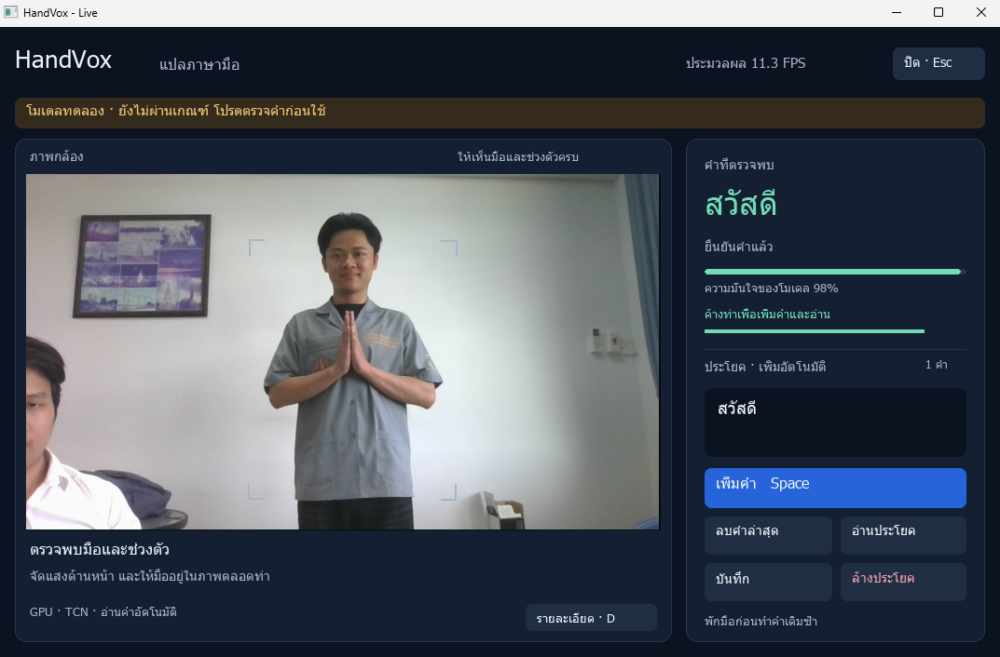 HandVox - Live
HandVox
แปลภาษามือ
ประมวลผล 11.3 FPS
ปิด · Esc
โมเดลทดลอง · ยังไม่ผ่านเกณฑ์ โปรดตรวจคำก่อนใช้
ภาพกล้อง
ให้เห็นมือและช่วงตัวครบ
ตรวจพบมือและช่วงตัว
จัดแสงด้านหน้า และให้มืออยู่ในภาพตลอดท่า
GPU · TCN · อ่านคำอัตโนมัติ
รายละเอียด · D
คำที่ตรวจพบ
สวัสดี
ยืนยันคำแล้ว
ความมั่นใจของโมเดล 98%
ค้างท่าเพื่อเพิ่มคำและอ่าน
ประโยค · เพิ่มอัตโนมัติ
1 คำ
สวัสดี
เพิ่มคำ Space
ลบคำล่าสุด
อ่านประโยค
บันทึก
ล้างประโยค
พักมือก่อนทำคำเดิมซ้ำ